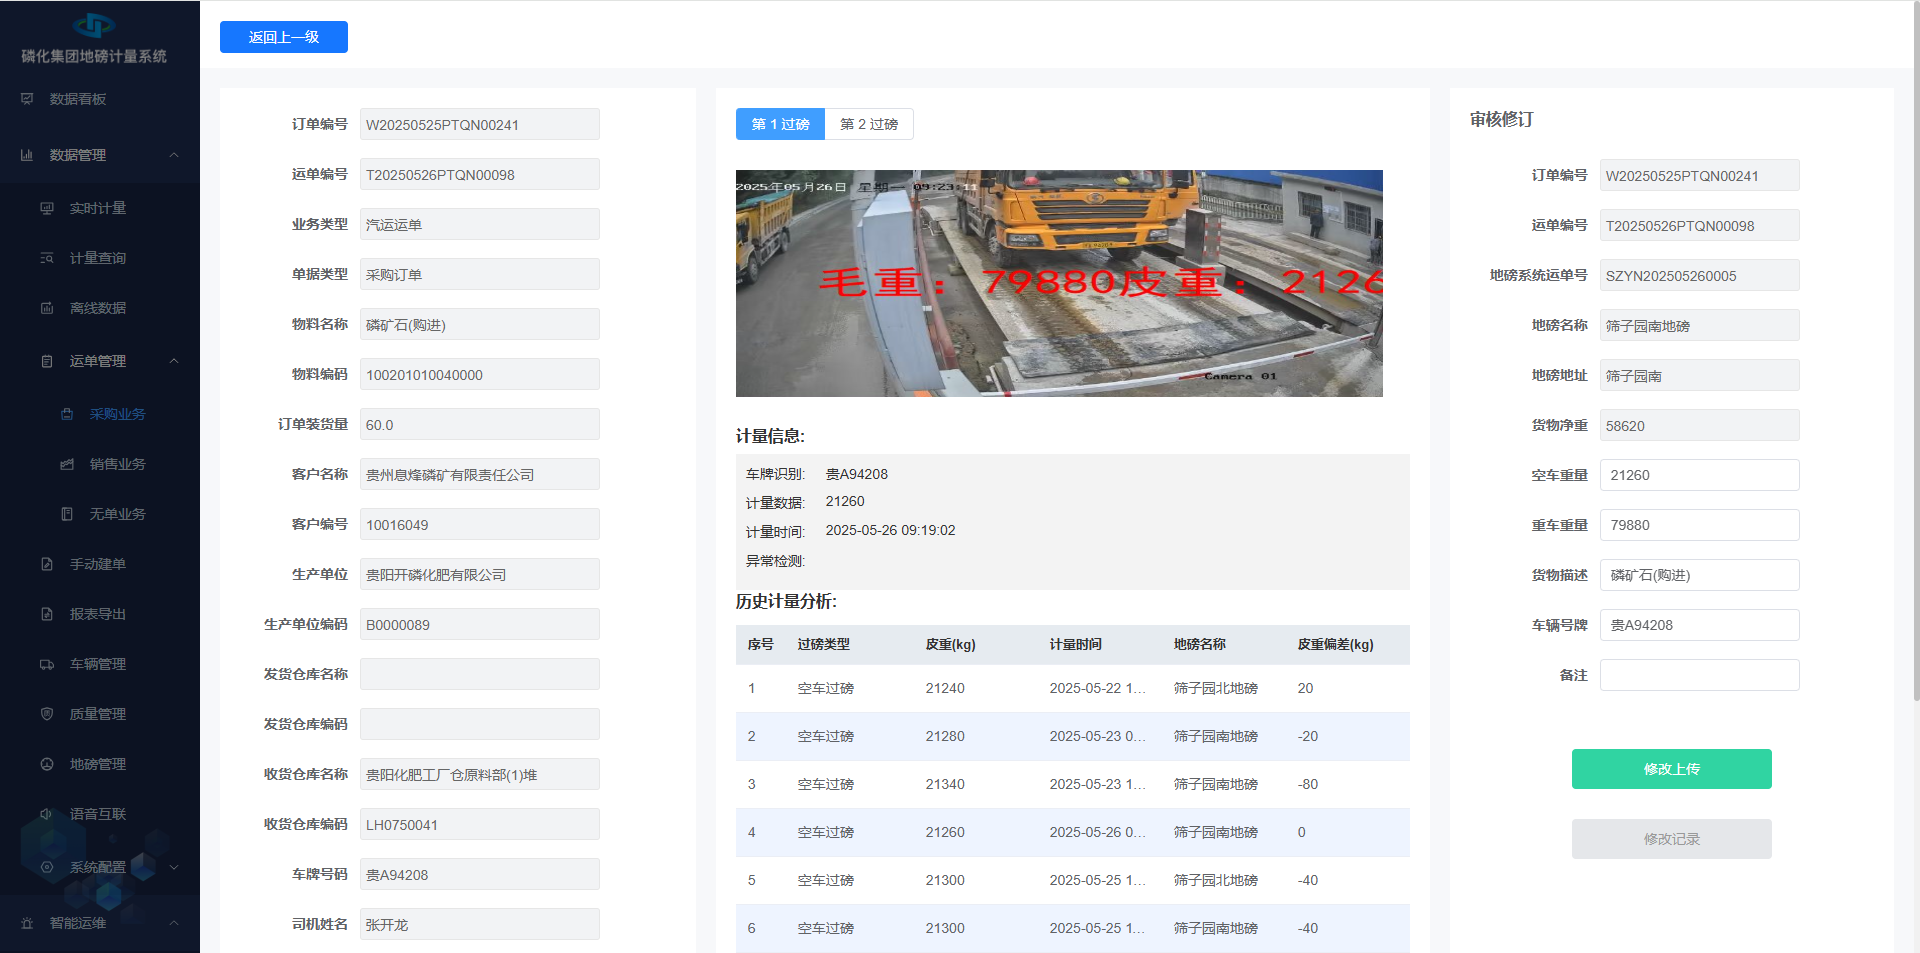 磷化集团地磅计量系统
数据看板
数据管理
实时计量
计量查询
离线数据
运单管理
采购业务
销售业务
无单业务
手动建单
报表导出
车辆管理
质量管理
地磅管理
语音互联
系统配置
智能运维
返回上一级
订单编号 W20250525PTQN00241
运单编号 T20250526PTQN00098
业务类型 汽运运单
单据类型 采购订单
物料名称 磷矿石(购进)
物料编码 100201010040000
订单装货量 60.0
客户名称 贵州息烽磷矿有限责任公司
客户编号 10016049
生产单位 贵阳开磷化肥有限公司
生产单位编码 B0000089
发货仓库名称
发货仓库编码
收货仓库名称 贵阳化肥工厂仓原料部(1)堆
收货仓库编码 LH0750041
车牌号码 贵A94208
司机姓名 张开龙
第 1 过磅 第 2 过磅
2025年05月26日 星期一 09:23:11
毛重：79880皮重：2126
Camera 01
计量信息:
车牌识别: 贵A94208
计量数据: 21260
计量时间: 2025-05-26 09:19:02
异常检测:
历史计量分析:
序号 过磅类型 皮重(kg) 计量时间 地磅名称 皮重偏差(kg)
1 空车过磅 21240 2025-05-22 1... 筛子园北地磅 20
2 空车过磅 21280 2025-05-23 0... 筛子园南地磅 -20
3 空车过磅 21340 2025-05-23 1... 筛子园南地磅 -80
4 空车过磅 21260 2025-05-26 0... 筛子园南地磅 0
5 空车过磅 21300 2025-05-25 1... 筛子园北地磅 -40
6 空车过磅 21300 2025-05-25 1... 筛子园南地磅 -40
审核修订
订单编号 W20250525PTQN00241
运单编号 T20250526PTQN00098
地磅系统运单号 SZYN202505260005
地磅名称 筛子园南地磅
地磅地址 筛子园南
货物净重 58620
空车重量 21260
重车重量 79880
货物描述 磷矿石(购进)
车辆号牌 贵A94208
备注
修改上传
修改记录